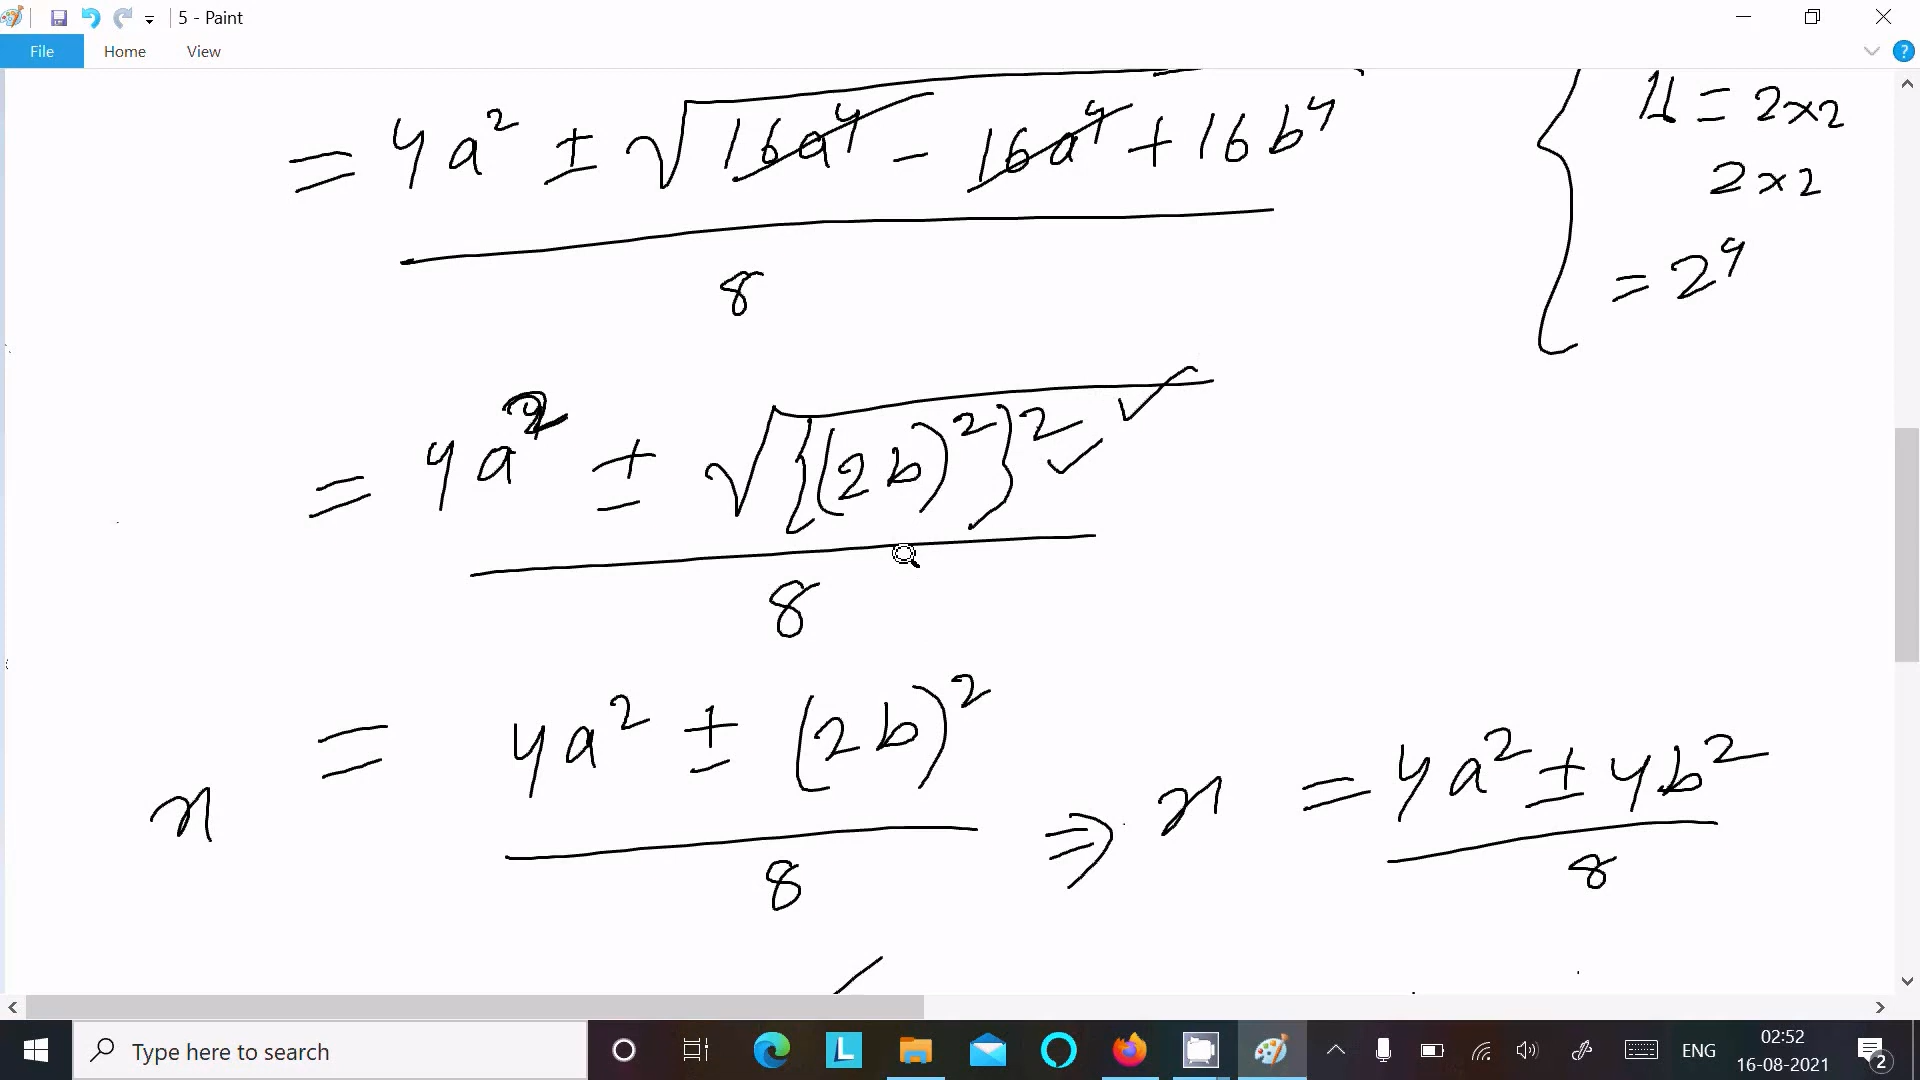 5 - Paint
File Home View
= 4a² ± √16a⁴ - 16a⁴ + 16b⁴
8
16 = 2×2
2×2
= 2⁴
= 4a² ± √{(2b)²}²
8
x = 4a² ± (2b)²
8
⇒ x = 4a² ± 4b²
8
Type here to search
ENG
02:52
16-08-2021
2